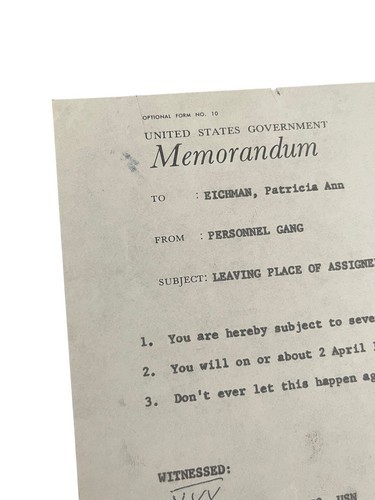 OPTIONAL FORM NO. 10
UNITED STATES GOVERNMENT
Memorandum
TO : EICHMAN, Patricia Ann
FROM : PERSONNEL GANG
SUBJECT: LEAVING PLACE OF ASSIGNE
1. You are hereby subject to seve
2. You will on or about 2 April
3. Don't ever let this happen ag
WITNESSED:
USN